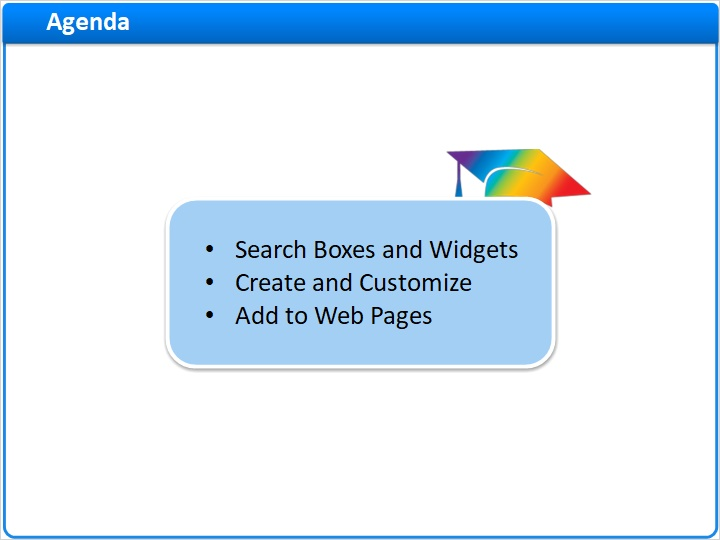 Agenda
• Search Boxes and Widgets
• Create and Customize
• Add to Web Pages